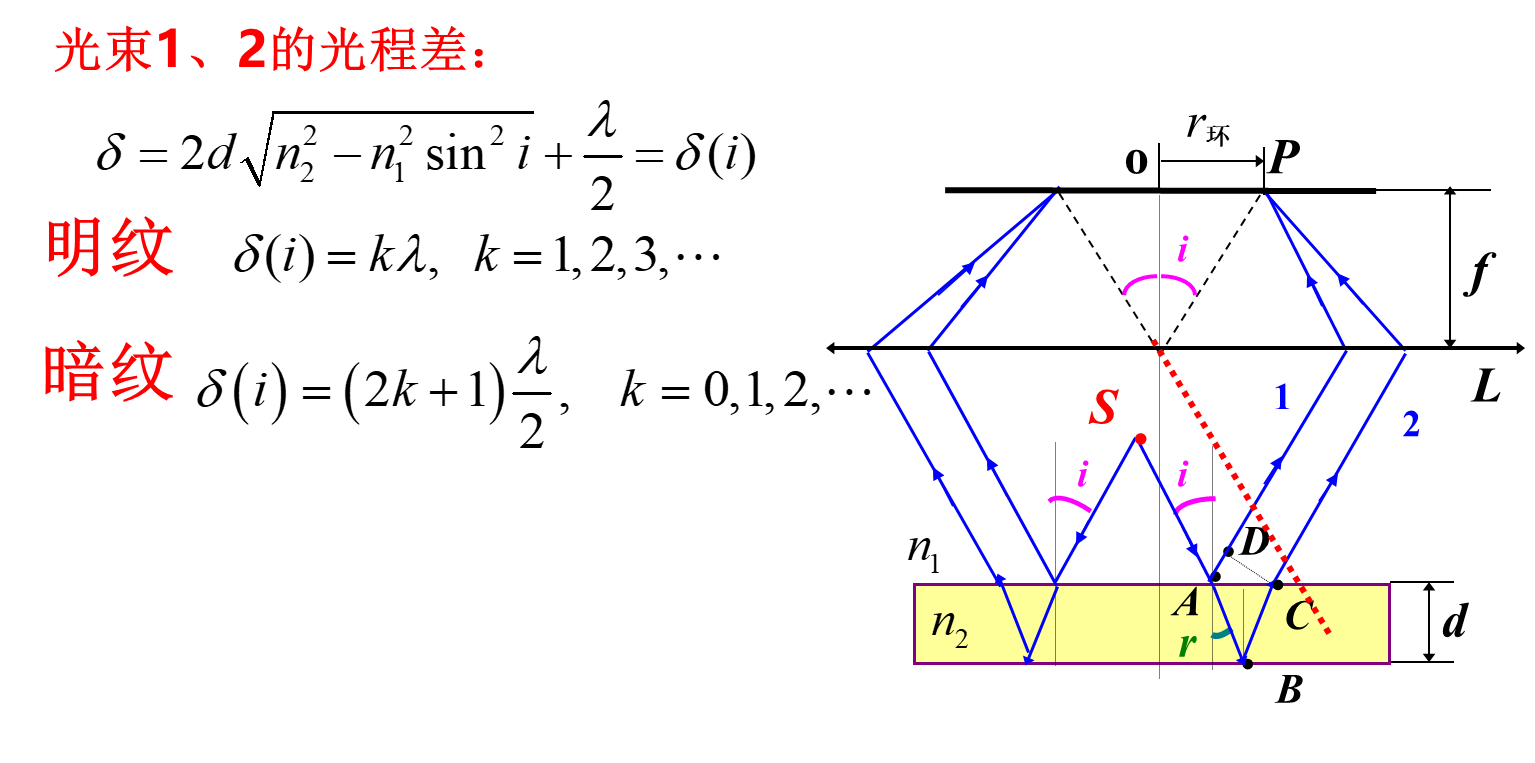 光束1、2的光程差：
δ = 2d√(n₂² − n₁² sin² i) + λ/2 = δ(i)
明纹 δ(i) = kλ, k = 1, 2, 3, ⋯
暗纹 δ(i) = (2k + 1) λ/2, k = 0, 1, 2, ⋯
r环
o P
i
f
L
S 1 2
i i
n₁ D
n₂ A C d
r
B